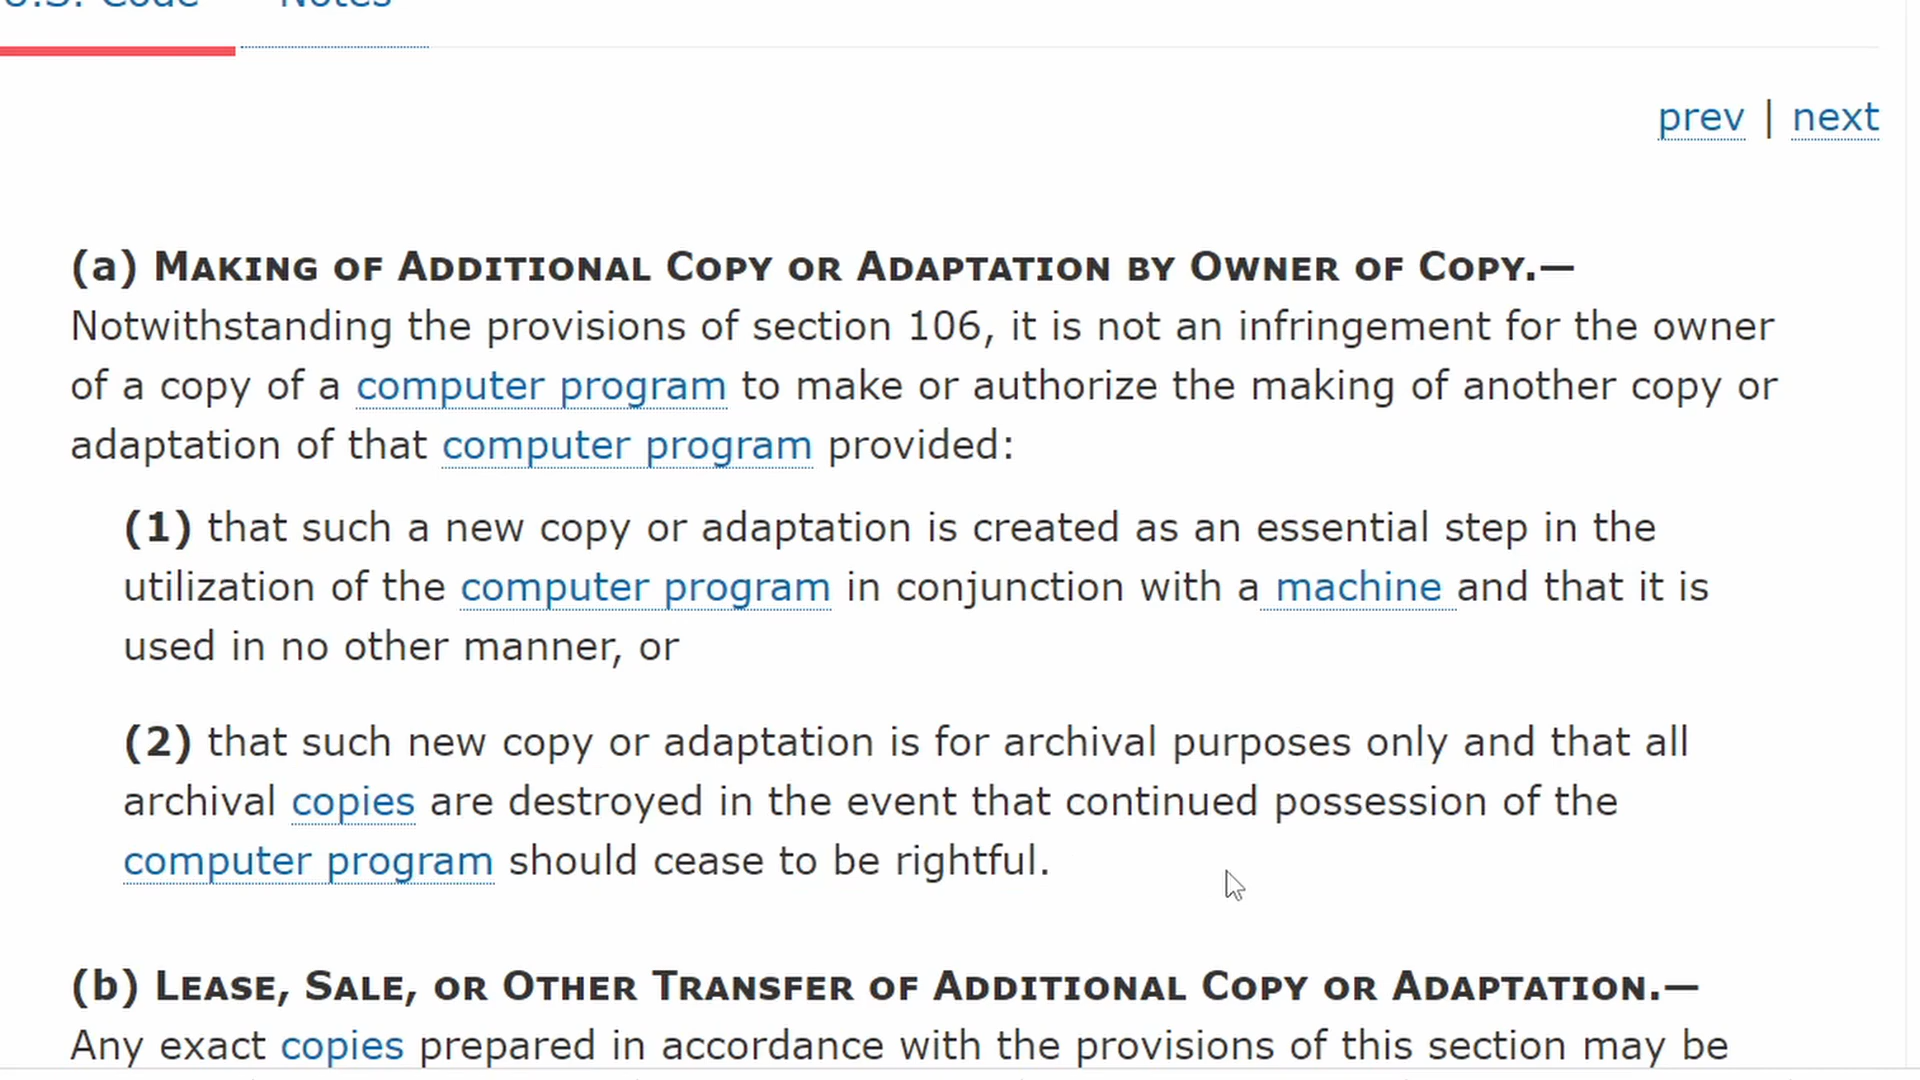 U.S. Code Notes
prev | next
(a) Making of Additional Copy or Adaptation by Owner of Copy.—
Notwithstanding the provisions of section 106, it is not an infringement for the owner
of a copy of a computer program to make or authorize the making of another copy or
adaptation of that computer program provided:
(1) that such a new copy or adaptation is created as an essential step in the
utilization of the computer program in conjunction with a machine and that it is
used in no other manner, or
(2) that such new copy or adaptation is for archival purposes only and that all
archival copies are destroyed in the event that continued possession of the
computer program should cease to be rightful.
(b) Lease, Sale, or Other Transfer of Additional Copy or Adaptation.—
Any exact copies prepared in accordance with the provisions of this section may be